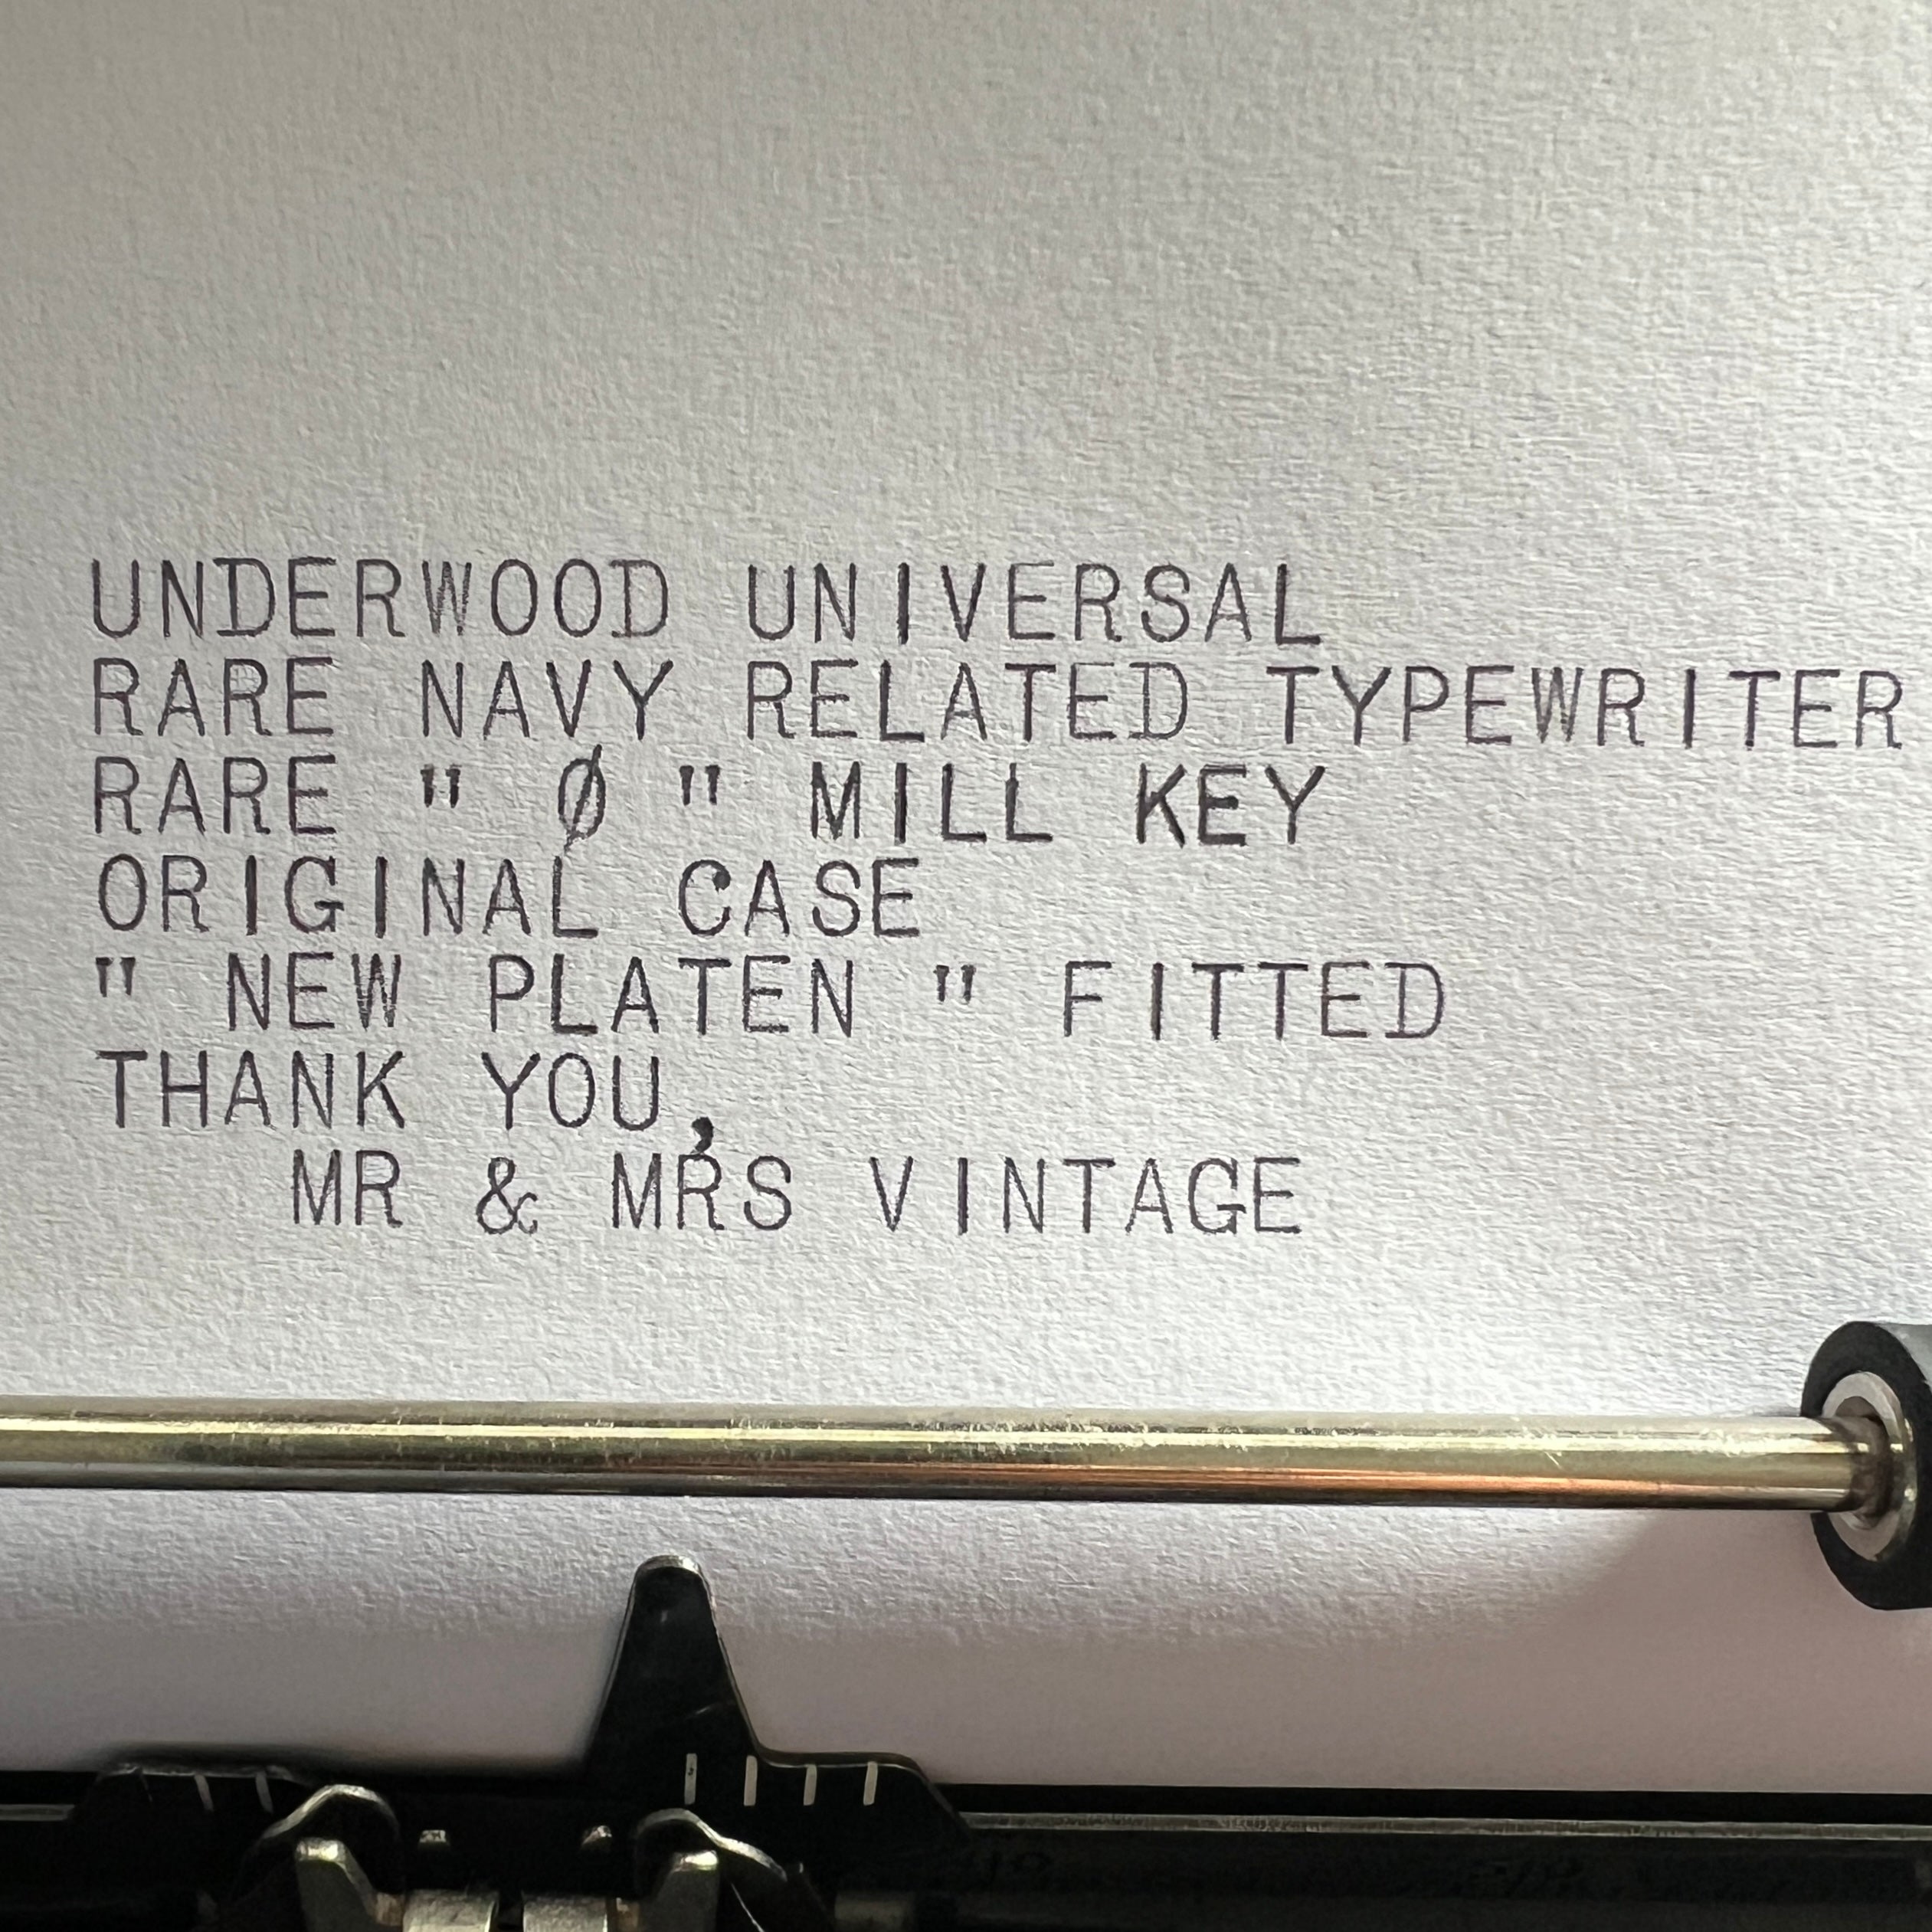 UNDERWOOD UNIVERSAL
RARE NAVY RELATED TYPEWRITER
RARE " Ø " MILL KEY
ORIGINAL CASE
" NEW PLATEN " FITTED
THANK YOU,
MR & MRS VINTAGE